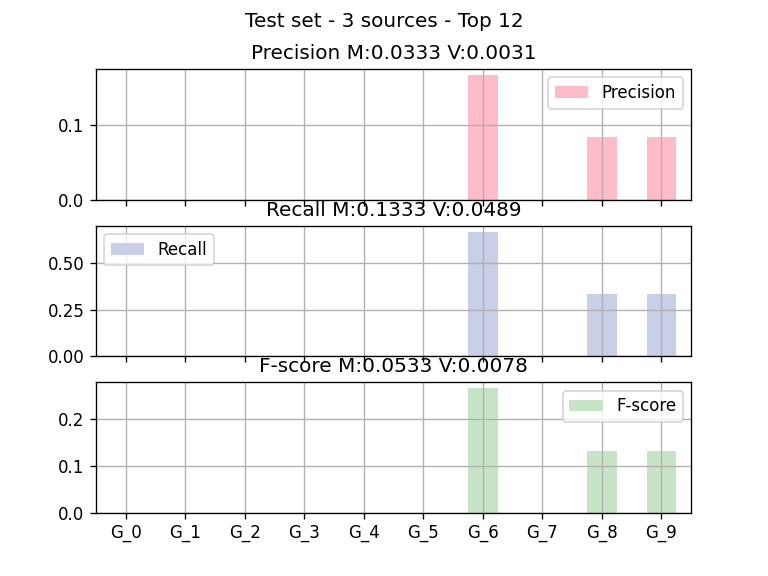 Test set - 3 sources - Top 12
Precision M:0.0333 V:0.0031
Precision
0.1
0.0
Recall M:0.1333 V:0.0489
Recall
0.50
0.25
0.00
F-score M:0.0533 V:0.0078
F-score
0.2
0.1
0.0
G_0 G_1 G_2 G_3 G_4 G_5 G_6 G_7 G_8 G_9